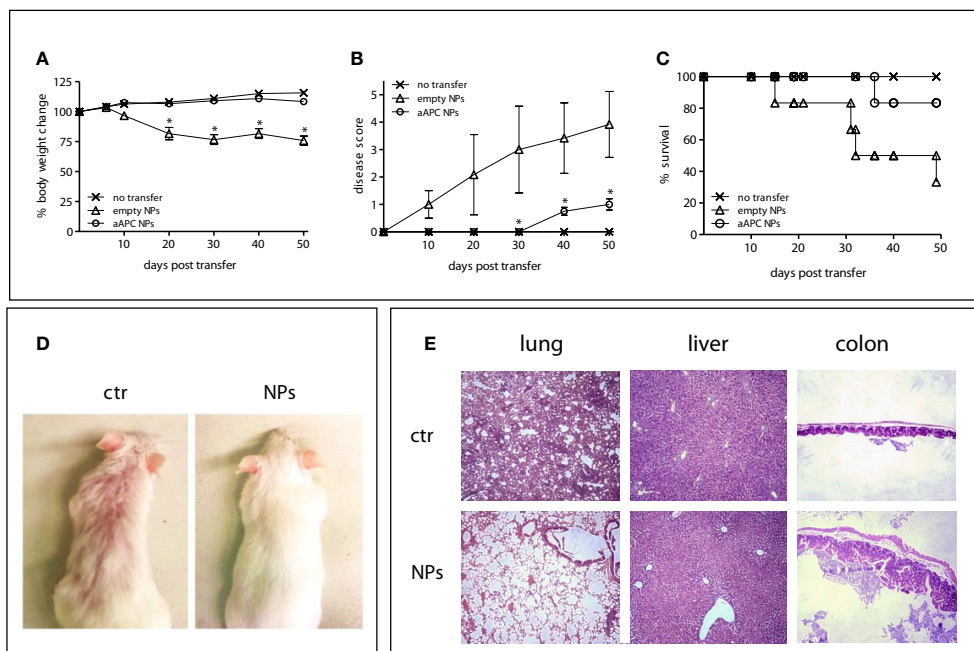 A
% body weight change
125
100
75
50
25
0
10 20 30 40 50
days post transfer
no transfer
empty NPs
aAPC NPs
* * * *
B
disease score
5
4
3
2
1
0
10 20 30 40 50
days post transfer
no transfer
empty NPs
aAPC NPs
* * *
C
% survival
100
80
60
40
20
0
0 10 20 30 40 50
days post transfer
no transfer
empty NPs
aAPC NPs
D
ctr NPs
E
lung liver colon
ctr
NPs